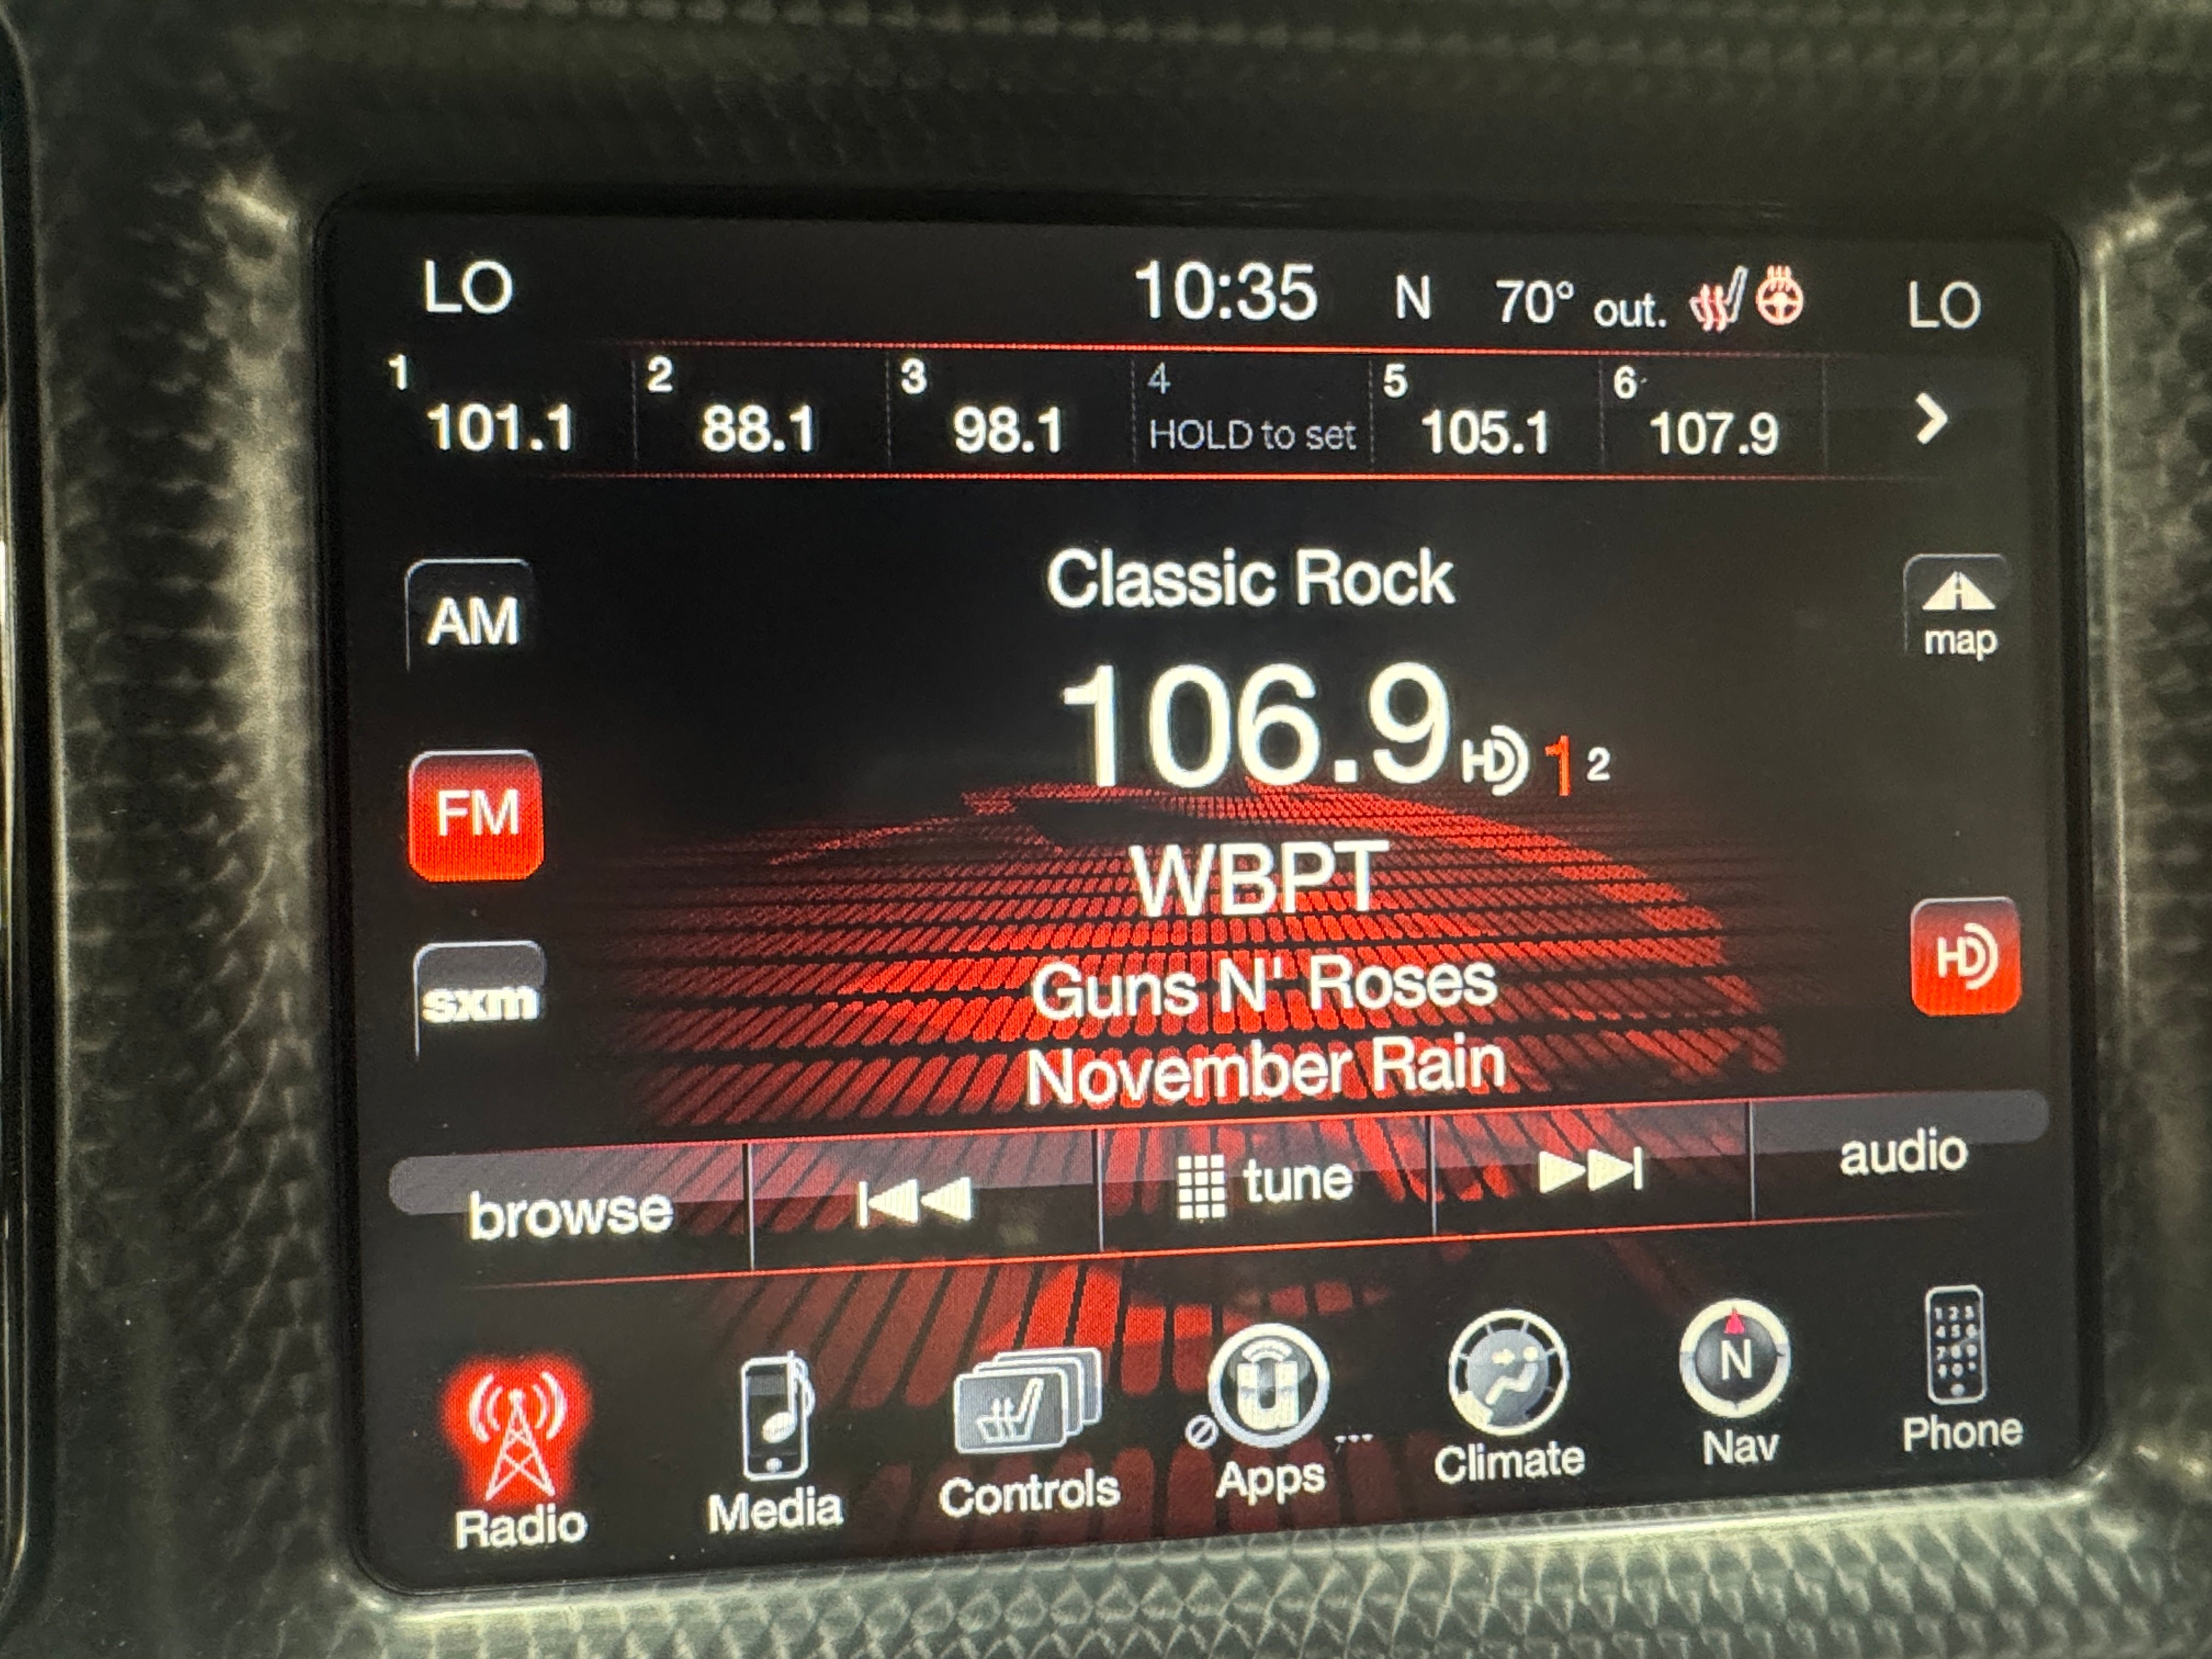 LO 10:35 N 70° out. LO
1 2 3 4 5 6
101.1 88.1 98.1 HOLD to set 105.1 107.9
Classic Rock
AM
map
106.9 HD 1 2
FM
WBPT
HD
sxm
Guns N' Roses
November Rain
browse tune audio
N
Radio Media Controls Apps ... Climate Nav Phone